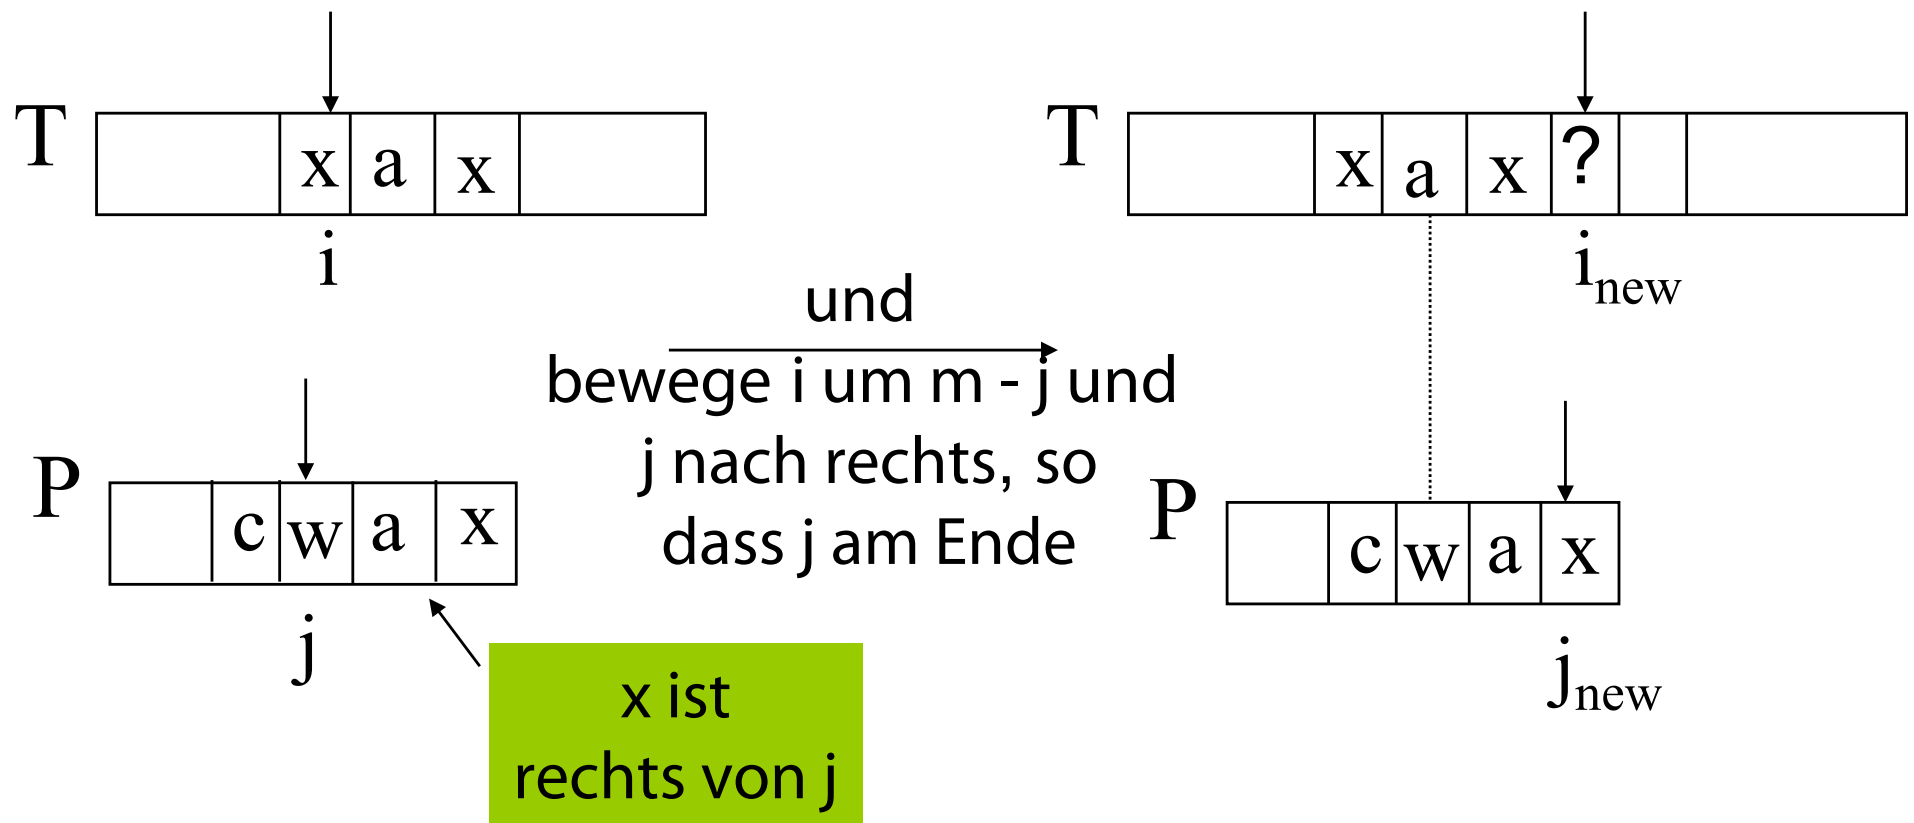 T
x a x
i
P
c w a x
j
x ist
rechts von j
und
bewege i um m - j und
j nach rechts, so
dass j am Ende
T
x a x ?
i new
P
c w a x
j new